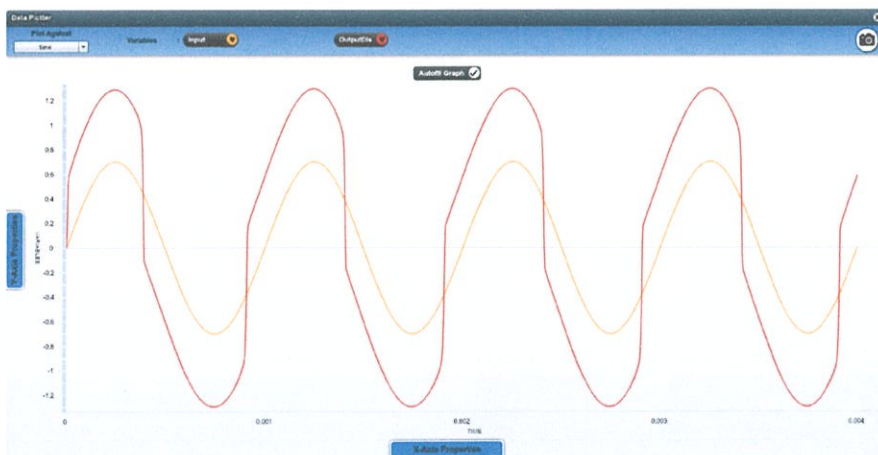 Data Plotter
Plot Against
Time
Variables : Input OutputDis
Autofit Graph
1.2
1
0.8
0.6
0.4
0.2
0
-0.2
-0.4
-0.6
-0.8
-1
-1.2
Y-Axis Properties
0 0.001 0.002 0.003 0.004
TIME
X-Axis Properties